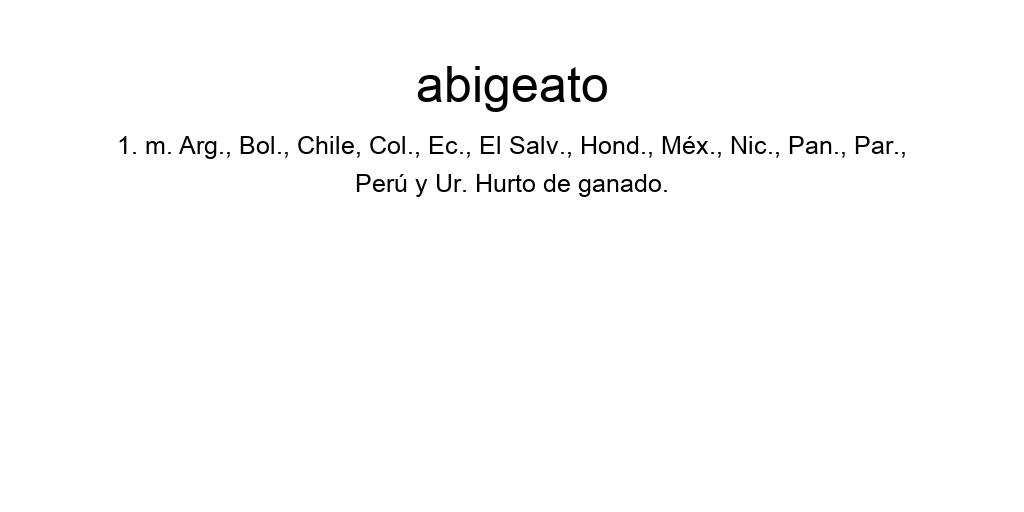 abigeato
1. m. Arg., Bol., Chile, Col., Ec., El Salv., Hond., Méx., Nic., Pan., Par.,
Perú y Ur. Hurto de ganado.